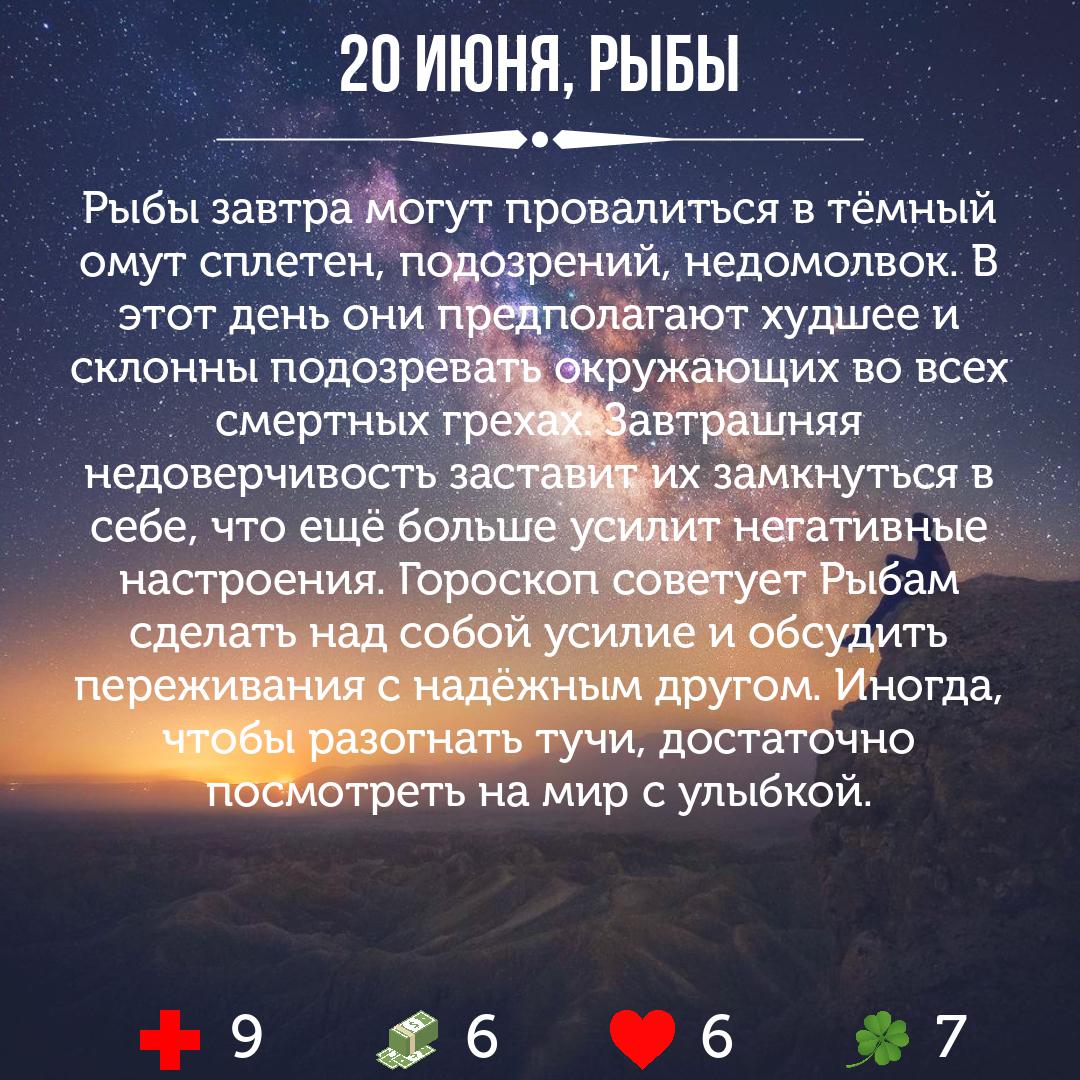 20 ИЮНЯ, РЫБЫ
Рыбы завтра могут провалиться в тёмный
омут сплетен, подозрений, недомолвок. В
этот день они предполагают худшее и
склонны подозревать окружающих во всех
смертных грехах. Завтрашняя
недоверчивость заставит их замкнуться в
себе, что ещё больше усилит негативные
настроения. Гороскоп советует Рыбам
сделать над собой усилие и обсудить
переживания с надёжным другом. Иногда,
чтобы разогнать тучи, достаточно
посмотреть на мир с улыбкой.
9 6 6 7